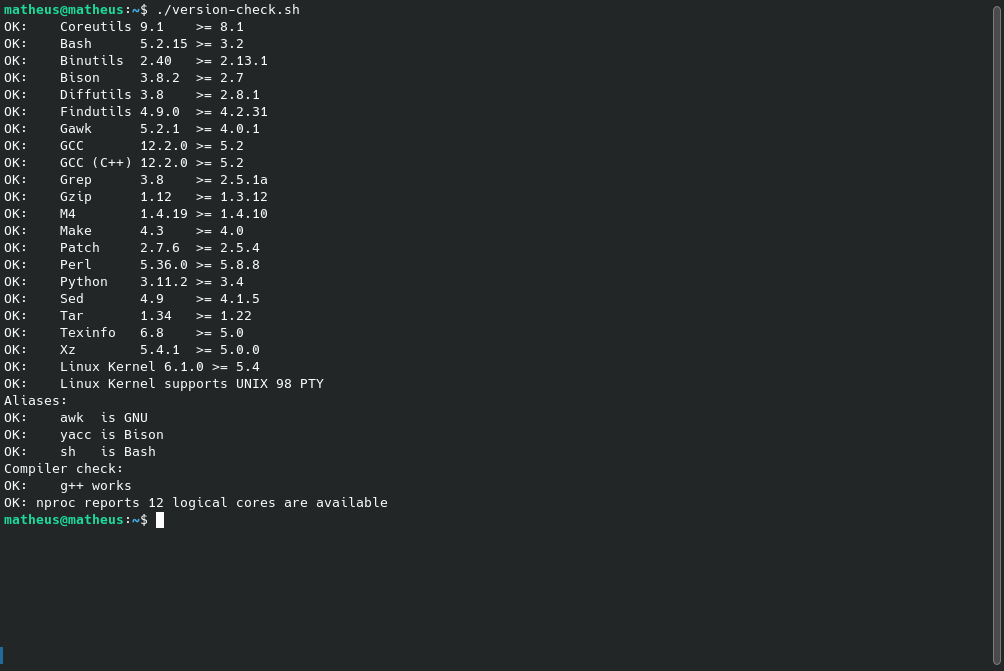 matheus@matheus:~$ ./version-check.sh
OK:    Coreutils 9.1    >= 8.1
OK:    Bash      5.2.15 >= 3.2
OK:    Binutils  2.40   >= 2.13.1
OK:    Bison     3.8.2  >= 2.7
OK:    Diffutils 3.8    >= 2.8.1
OK:    Findutils 4.9.0  >= 4.2.31
OK:    Gawk      5.2.1  >= 4.0.1
OK:    GCC       12.2.0 >= 5.2
OK:    GCC (C++) 12.2.0 >= 5.2
OK:    Grep      3.8    >= 2.5.1a
OK:    Gzip      1.12   >= 1.3.12
OK:    M4        1.4.19 >= 1.4.10
OK:    Make      4.3    >= 4.0
OK:    Patch     2.7.6  >= 2.5.4
OK:    Perl      5.36.0 >= 5.8.8
OK:    Python    3.11.2 >= 3.4
OK:    Sed       4.9    >= 4.1.5
OK:    Tar       1.34   >= 1.22
OK:    Texinfo   6.8    >= 5.0
OK:    Xz        5.4.1  >= 5.0.0
OK:    Linux Kernel 6.1.0 >= 5.4
OK:    Linux Kernel supports UNIX 98 PTY
Aliases:
OK:    awk  is GNU
OK:    yacc is Bison
OK:    sh   is Bash
Compiler check:
OK:    g++ works
OK: nproc reports 12 logical cores are available
matheus@matheus:~$